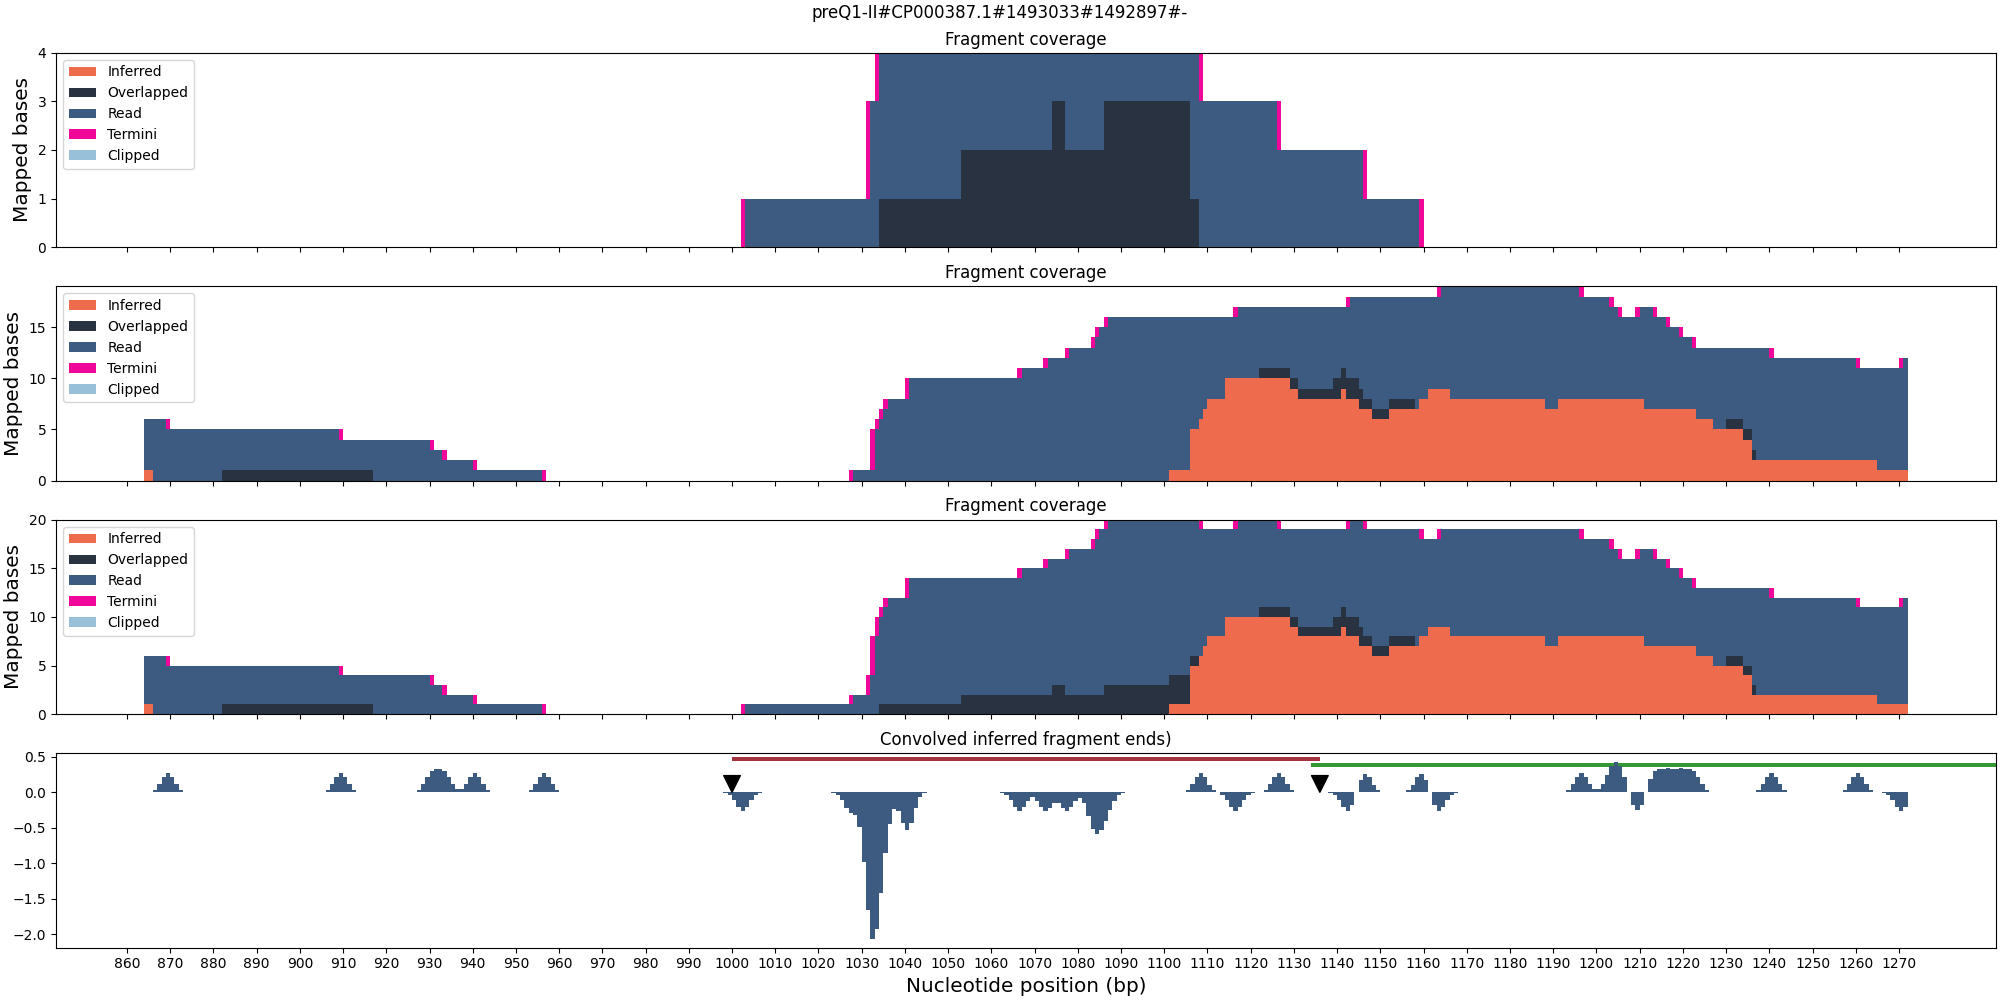 preQ1-II#CP000387.1#1493033#1492897#-
Fragment coverage
Mapped bases
4
3
2
1
0
Inferred
Overlapped
Read
Termini
Clipped
Fragment coverage
Mapped bases
15
10
5
0
Inferred
Overlapped
Read
Termini
Clipped
Fragment coverage
Mapped bases
20
15
10
5
0
Inferred
Overlapped
Read
Termini
Clipped
Convolved inferred fragment ends)
0.5
0.0
−0.5
−1.0
−1.5
−2.0
860 870 880 890 900 910 920 930 940 950 960 970 980 990 1000 1010 1020 1030 1040 1050 1060 1070 1080 1090 1100 1110 1120 1130 1140 1150 1160 1170 1180 1190 1200 1210 1220 1230 1240 1250 1260 1270
Nucleotide position (bp)